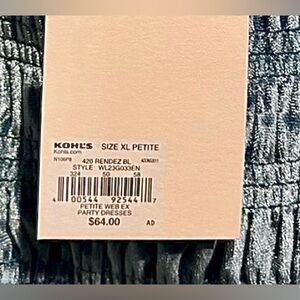 KOHL'S SIZE XL PETITE
Kohls.com
N106P8 420 RENDEZ BL
STYLE WL23G033EN
324 50 58
4 00544 92544 7
PETITE WEB EX
PARTY DRESSES
$64.00 AD